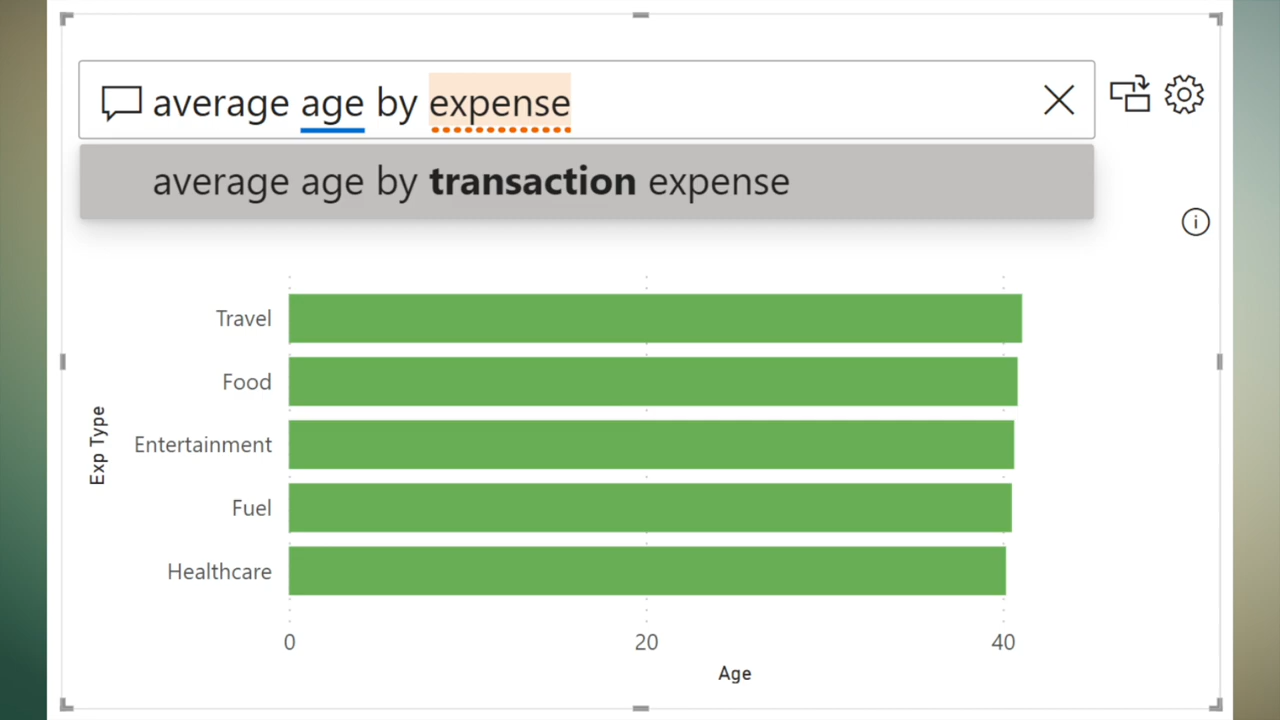 average age by expense
average age by transaction expense
Travel
Food
Entertainment
Fuel
Healthcare
Exp Type
0 20 40
Age